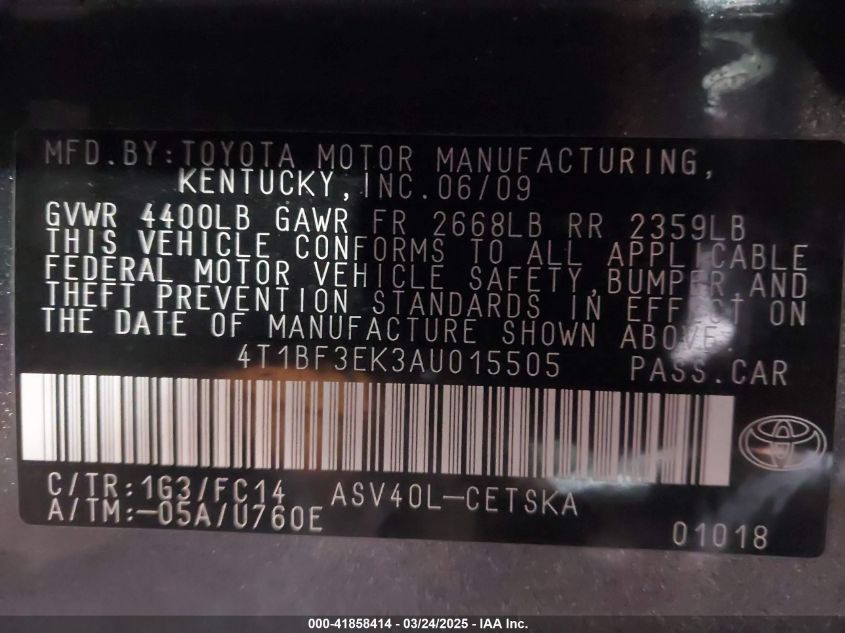 MFD.BY:TOYOTA MOTOR MANUFACTURING,
KENTUCKY,INC.06/09
GVWR 4400LB GAWR FR 2668LB RR 2359LB
THIS VEHICLE CONFORMS TO ALL APPLICABLE
FEDERAL MOTOR VEHICLE SAFETY,BUMPER AND
THEFT PREVENTION STANDARDS IN EFFECT ON
THE DATE OF MANUFACTURE SHOWN ABOVE.
4T1BF3EK3AU015505 PASS.CAR
C/TR:1G3/FC14 ASV40L-CETSKA
A/TM:-05A/U760E 01018
000-41858414 - 03/24/2025 - IAA Inc.